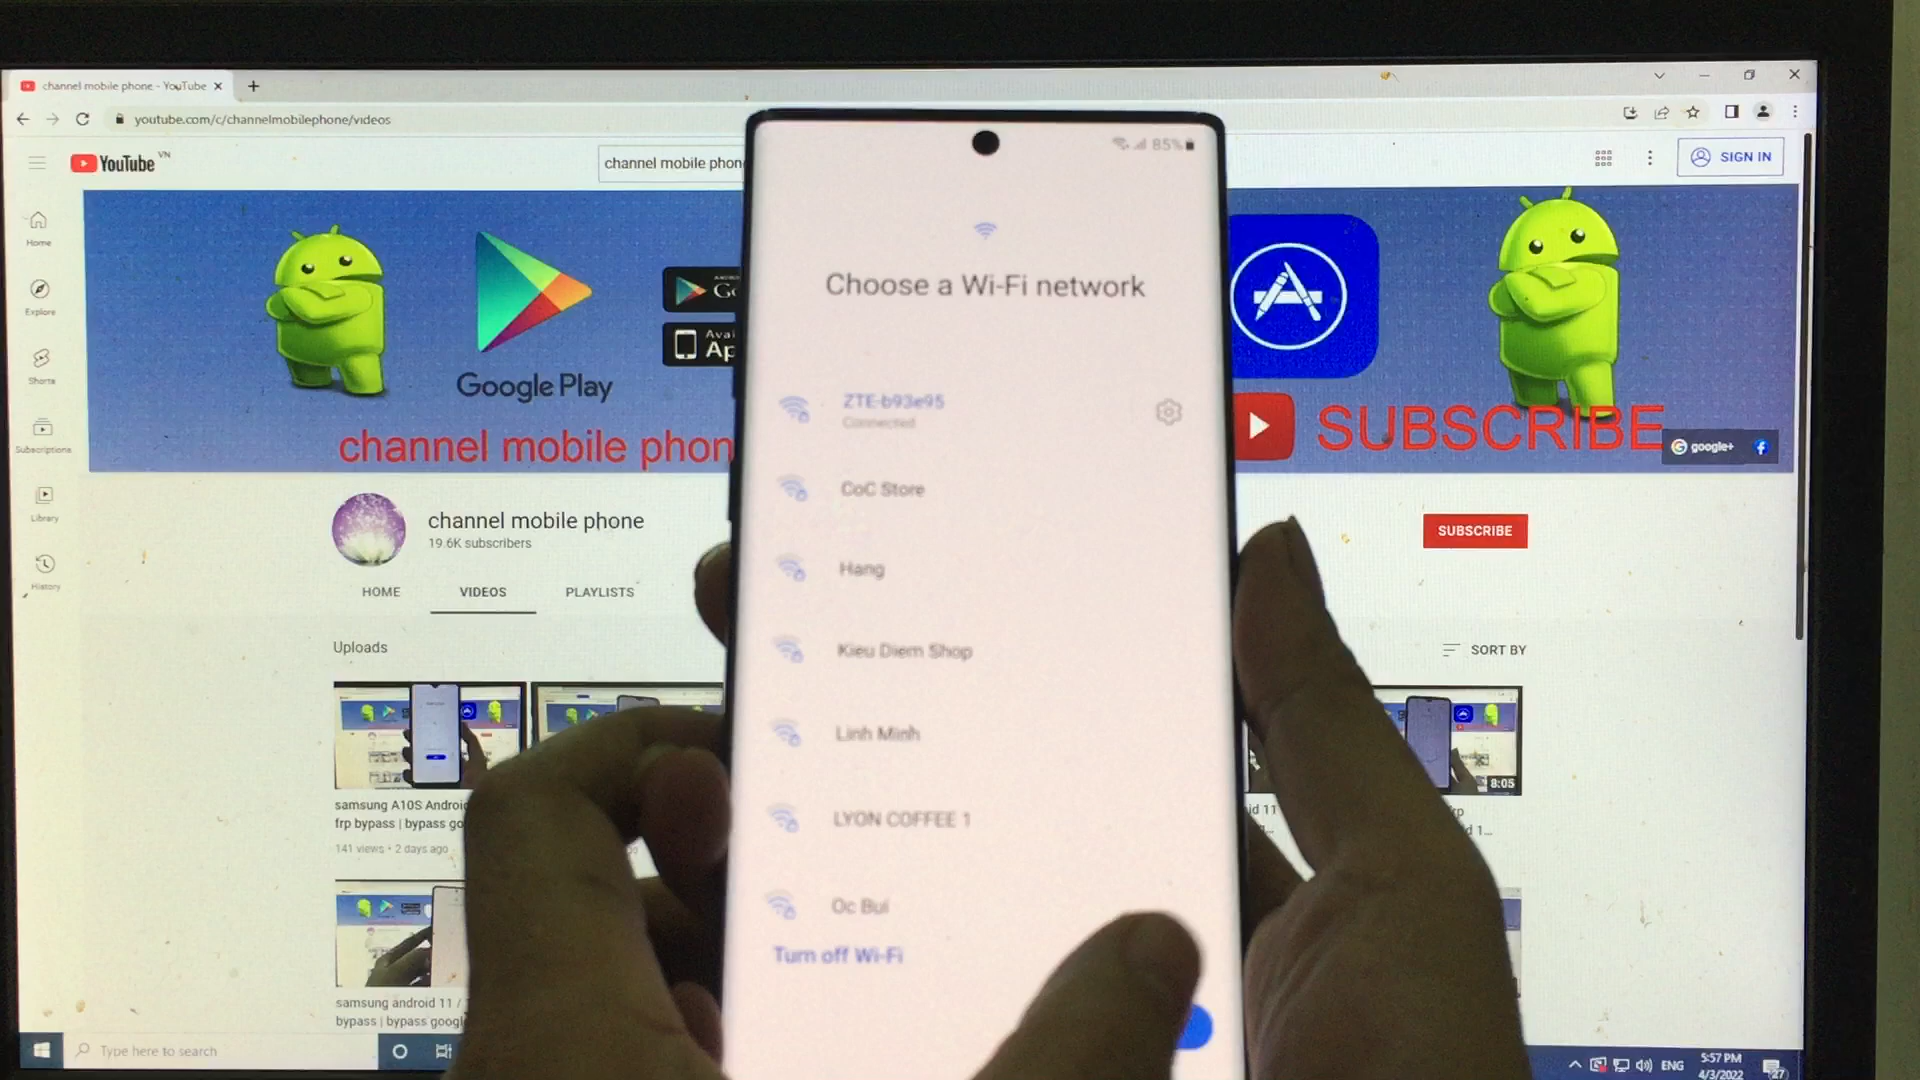 channel mobile phone - YouTube
youtube.com/c/channelmobilephone/videos
YouTube VN
channel mobile phon
SIGN IN
Home
Explore
Shorts
Subscriptions
Library
History
Google Play
channel mobile phon
SUBSCRIBE
google+
channel mobile phone
19.6K subscribers
SUBSCRIBE
HOME
VIDEOS
PLAYLISTS
Uploads
SORT BY
8:05
samsung A10S Androi
frp bypass | bypass go
141 views • 2 days ago
samsung android 11 /
bypass | bypass googl
Type here to search
ENG
5:57 PM
4/3/2022
27
85%
Choose a Wi-Fi network
ZTE-b93e95
Connected
CoC Store
Hang
Kieu Diem Shop
Linh Minh
LYON COFFEE 1
Oc Bui
Turn off Wi-Fi